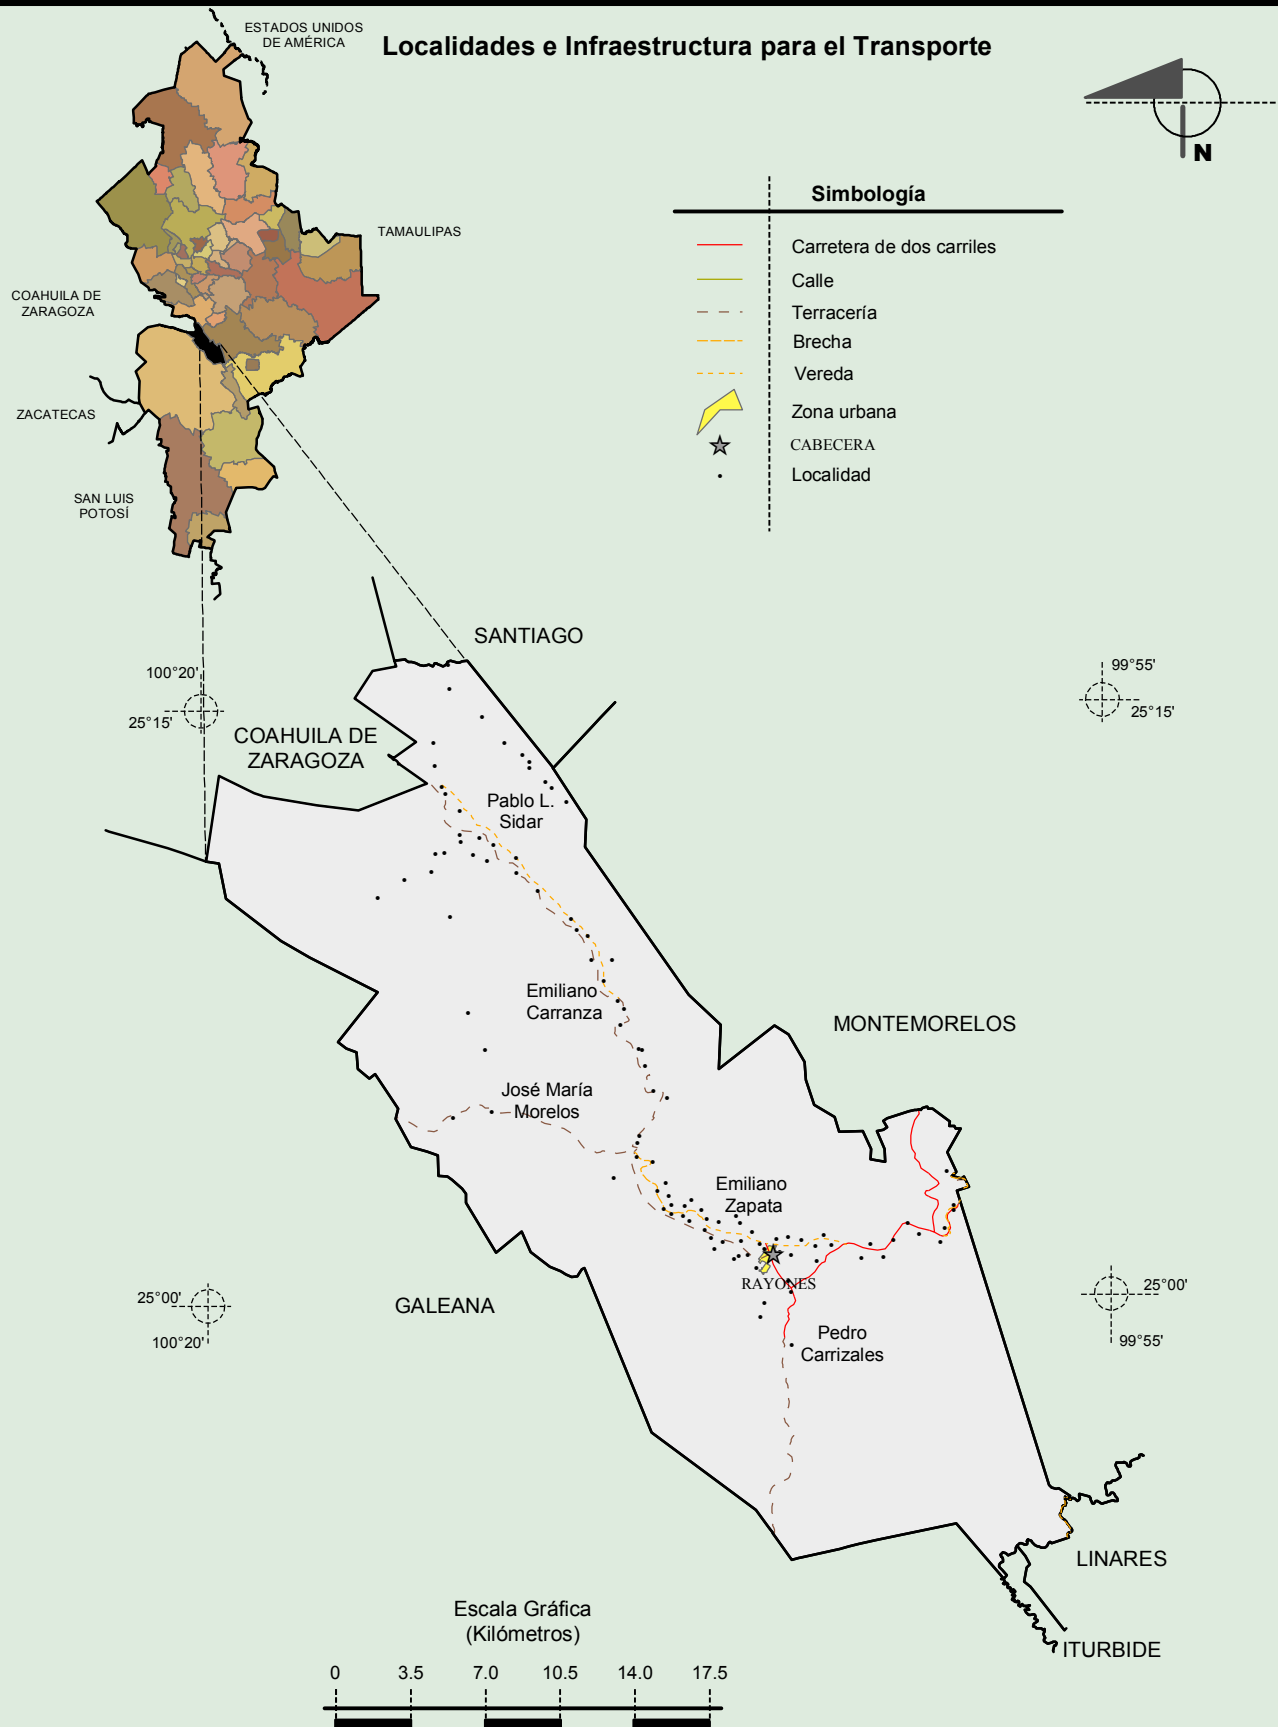 ESTADOS UNIDOS
DE AMÉRICA
Localidades e Infraestructura para el Transporte
N
Simbología
Carretera de dos carriles
Calle
Terracería
Brecha
Vereda
Zona urbana
CABECERA
Localidad
TAMAULIPAS
COAHUILA DE
ZARAGOZA
ZACATECAS
SAN LUIS
POTOSÍ
SANTIAGO
100°20'
25°15'
99°55'
25°15'
COAHUILA DE
ZARAGOZA
Pablo L.
Sidar
Emiliano
Carranza
MONTEMORELOS
José María
Morelos
Emiliano
Zapata
RAYONES
25°00'
100°20'
GALEANA
25°00'
99°55'
Pedro
Carrizales
LINARES
ITURBIDE
Escala Gráfica
(Kilómetros)
0 3.5 7.0 10.5 14.0 17.5